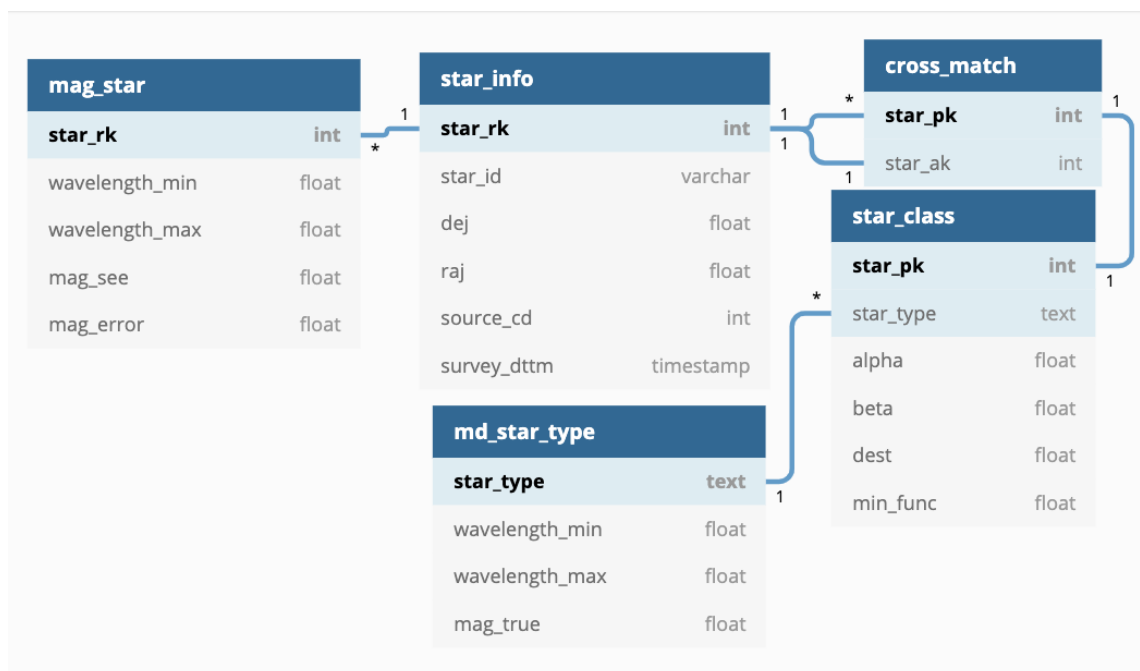 mag_star
star_rk int
wavelength_min float
wavelength_max float
mag_see float
mag_error float
*
1
star_info
star_rk int
star_id varchar
dej float
raj float
source_cd int
survey_dttm timestamp
1
1
*
1
cross_match
star_pk int
star_ak int
1
star_class
star_pk int
star_type text
alpha float
beta float
dest float
min_func float
1
*
md_star_type
star_type text
wavelength_min float
wavelength_max float
mag_true float
1